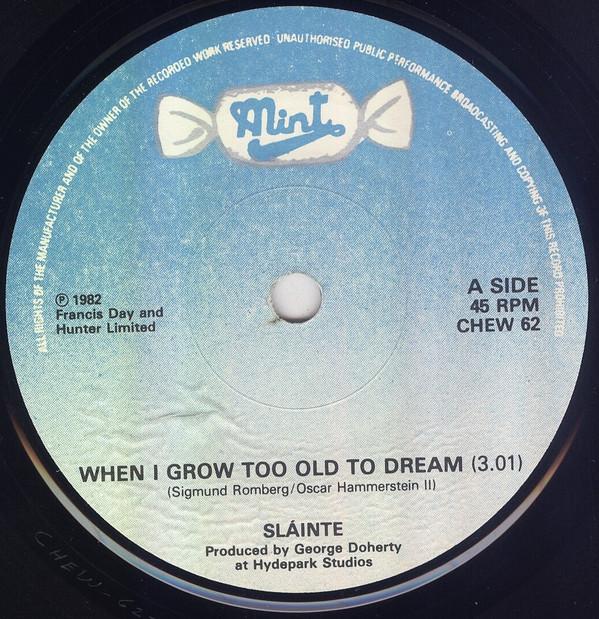 ALL RIGHTS OF THE MANUFACTURER AND OF THE OWNER OF THE RECORDED WORK RESERVED UNAUTHORISED PUBLIC PERFORMANCE BROADCASTING AND COPYING OF THIS RECORD PROHIBITED
Mint
℗ 1982
Francis Day and
Hunter Limited
A SIDE
45 RPM
CHEW 62
WHEN I GROW TOO OLD TO DREAM (3.01)
(Sigmund Romberg/Oscar Hammerstein II)
SLÁINTE
Produced by George Doherty
at Hydepark Studios
CHEW-62